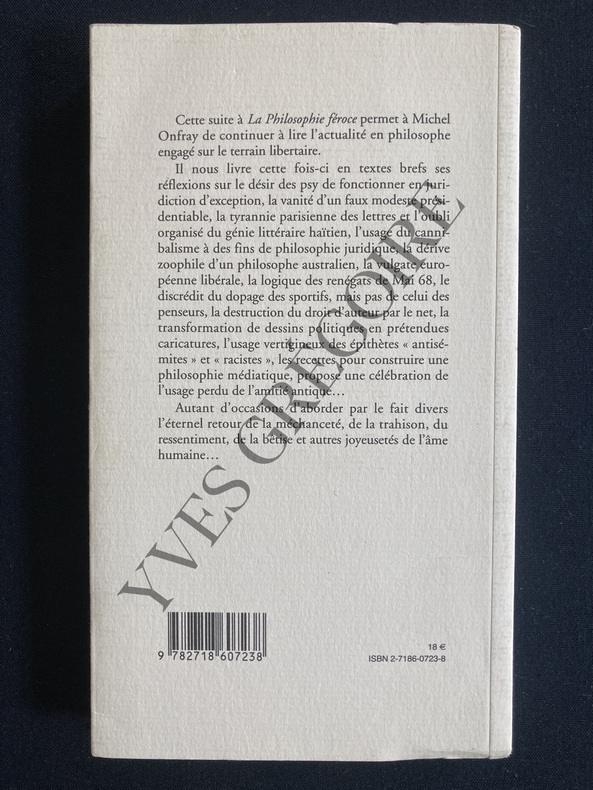 Cette suite à La Philosophie féroce permet à Michel
Onfray de continuer à lire l'actualité en philosophe
engagé sur le terrain libertaire.
Il nous livre cette fois-ci en textes brefs ses
réflexions sur le désir des psy de fonctionner en juri-
diction d'exception, la vanité d'un faux modeste prési-
dentiable, la tyrannie parisienne des lettres et l'oubli
organisé du génie littéraire haïtien, l'usage du canni-
balisme à des fins de philosophie juridique, la dérive
zoophile d'un philosophe australien, la vulgate euro-
péenne libérale, la logique des renégats de Mai 68, le
discrédit du dopage des sportifs, mais pas de celui des
penseurs, la destruction du droit d'auteur par le net, la
transformation de dessins politiques en prétendues
caricatures, l'usage vertigineux des épithètes « antisé-
mites » et « racistes », les recettes pour construire une
philosophie médiatique, propose une célébration de
l'usage perdu de l'amitié antique…
Autant d'occasions d'aborder par le fait divers
l'éternel retour de la méchanceté, de la trahison, du
ressentiment, de la bêtise et autres joyeusetés de l'âme
humaine…
YVES GREGOIRE
9 782718 607238
18 €
ISBN 2-7186-0723-8